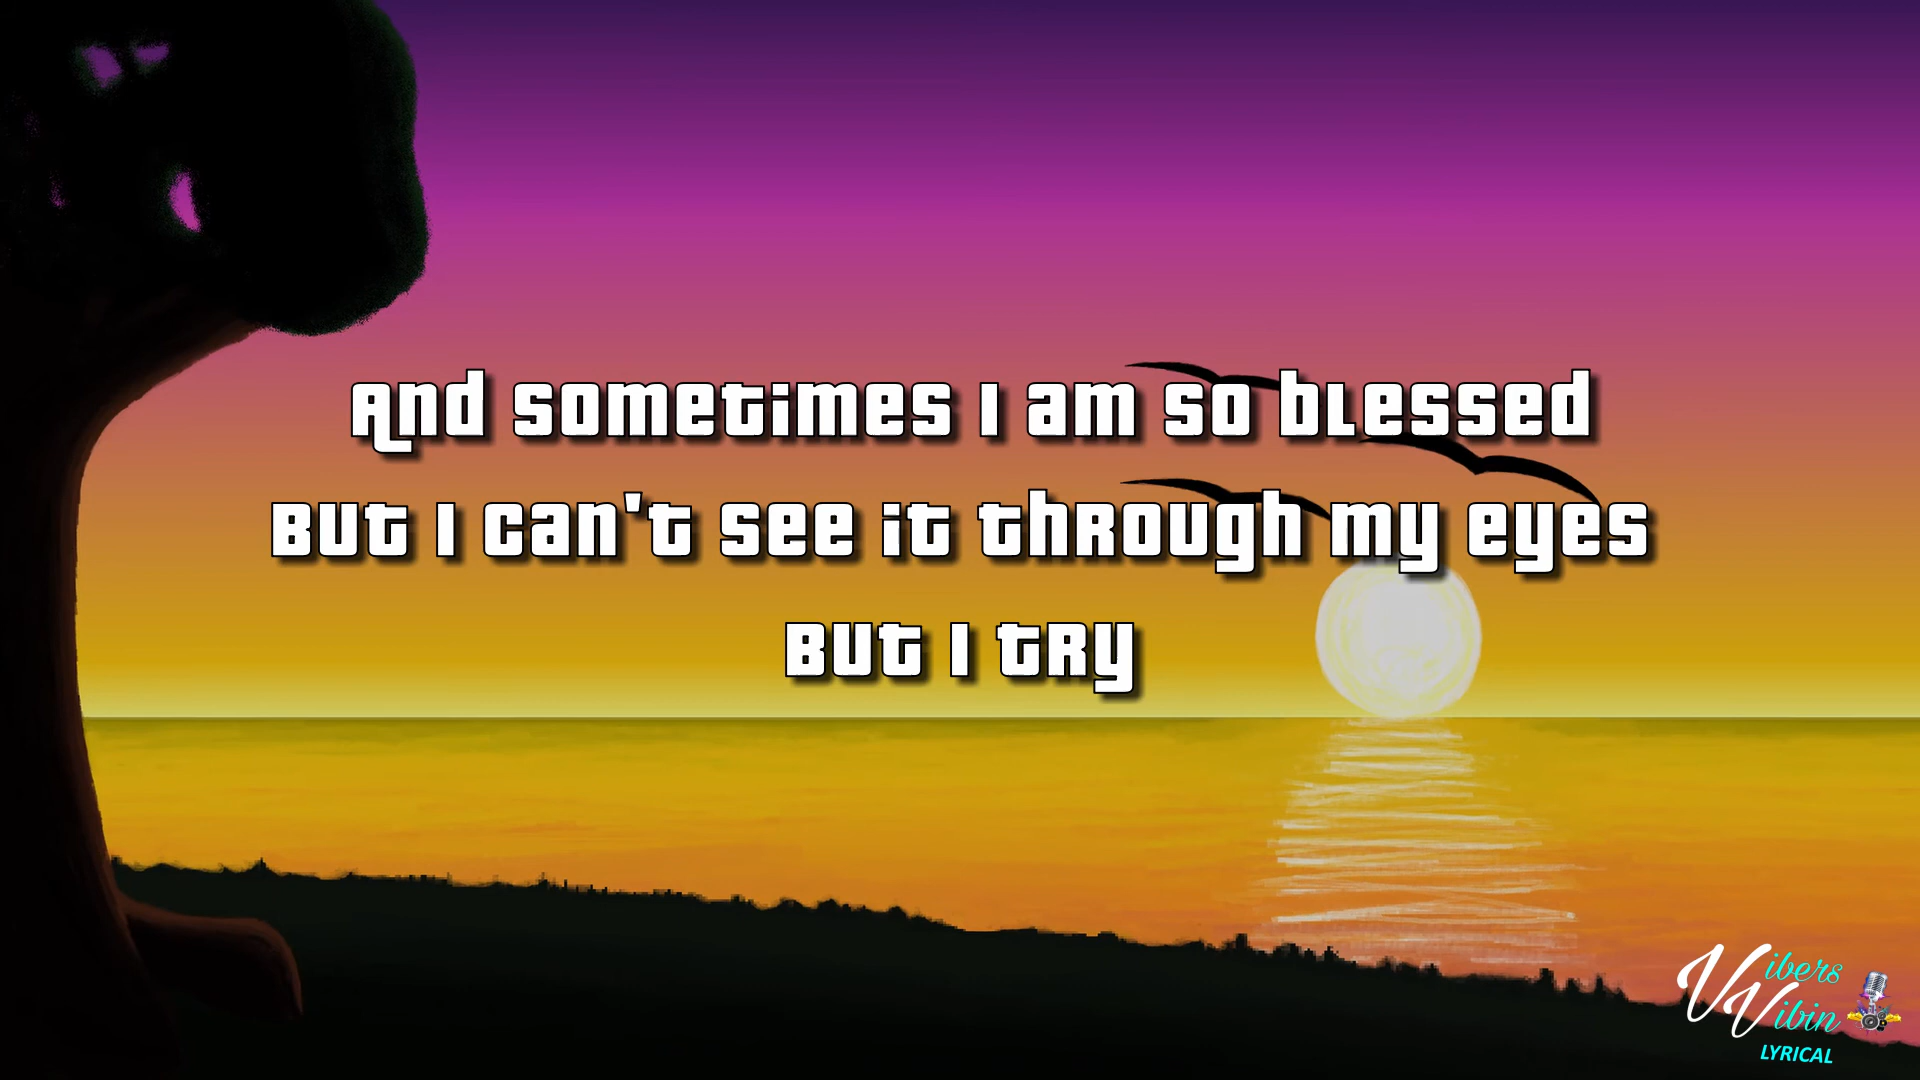 And sometimes I am so blessed
But I can't see it through my eyes
But I try
Vibers
Vibin
LYRICAL